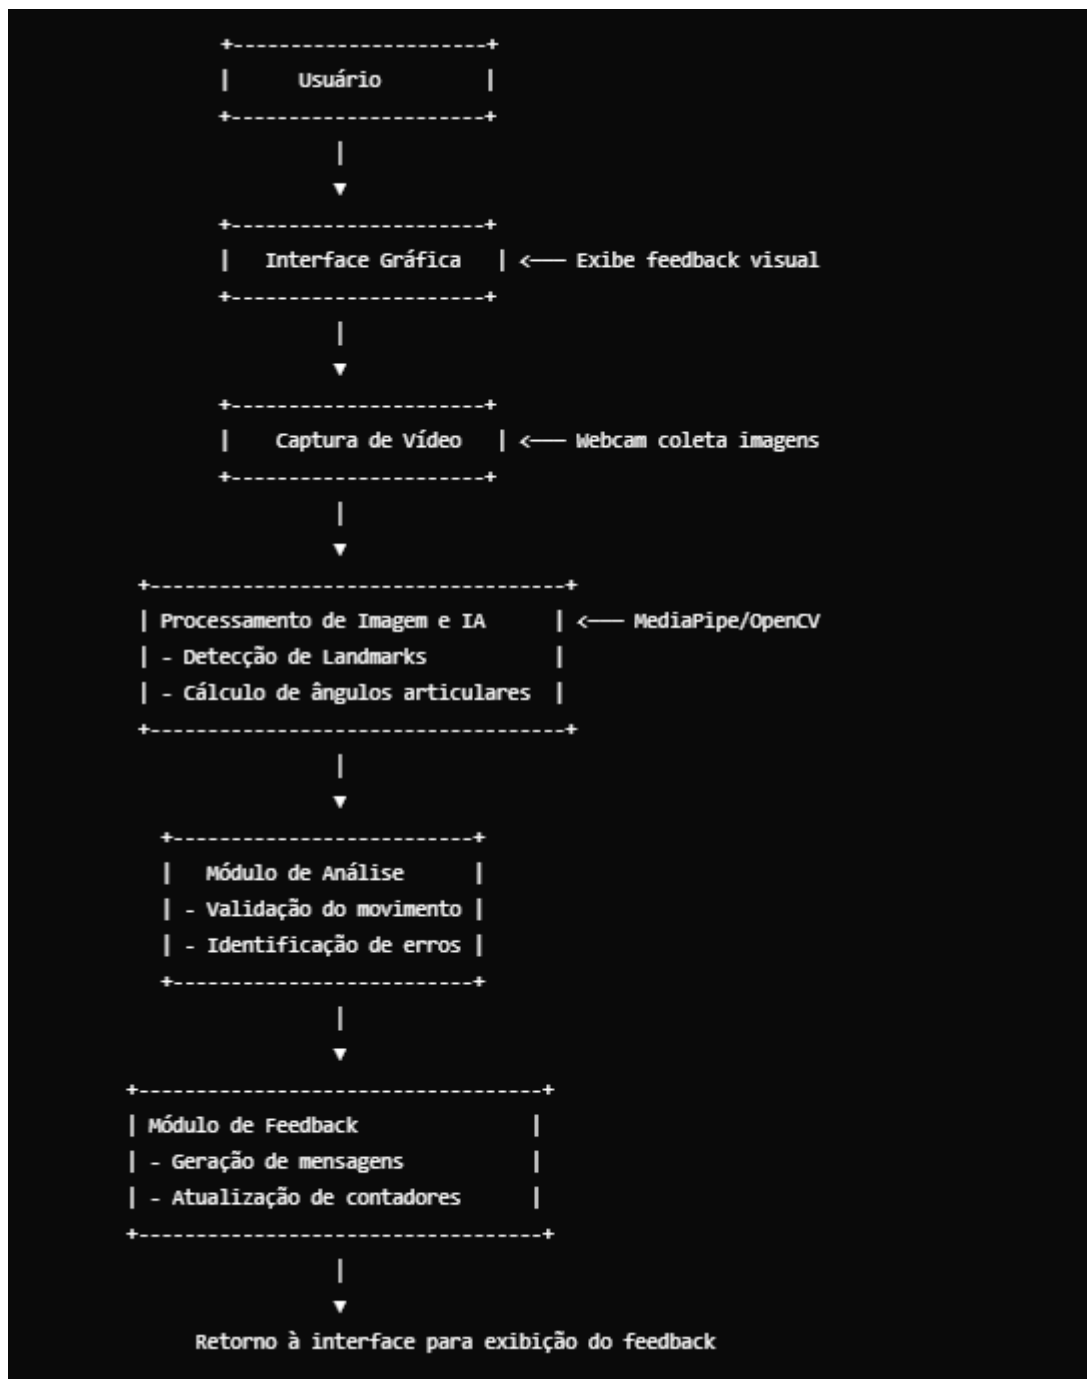 +----------------------+
|      Usuário         |
+----------------------+
|
▼
+----------------------+
|   Interface Gráfica   | <── Exibe feedback visual
+----------------------+
|
▼
+----------------------+
|    Captura de Vídeo   | <── Webcam coleta imagens
+----------------------+
|
▼
+------------------------------------+
| Processamento de Imagem e IA      | <── MediaPipe/OpenCV
| - Detecção de Landmarks           |
| - Cálculo de ângulos articulares  |
+------------------------------------+
|
▼
+--------------------------+
|   Módulo de Análise      |
| - Validação do movimento |
| - Identificação de erros |
+--------------------------+
|
▼
+-----------------------------------+
| Módulo de Feedback               |
| - Geração de mensagens           |
| - Atualização de contadores      |
+-----------------------------------+
|
▼
Retorno à interface para exibição do feedback